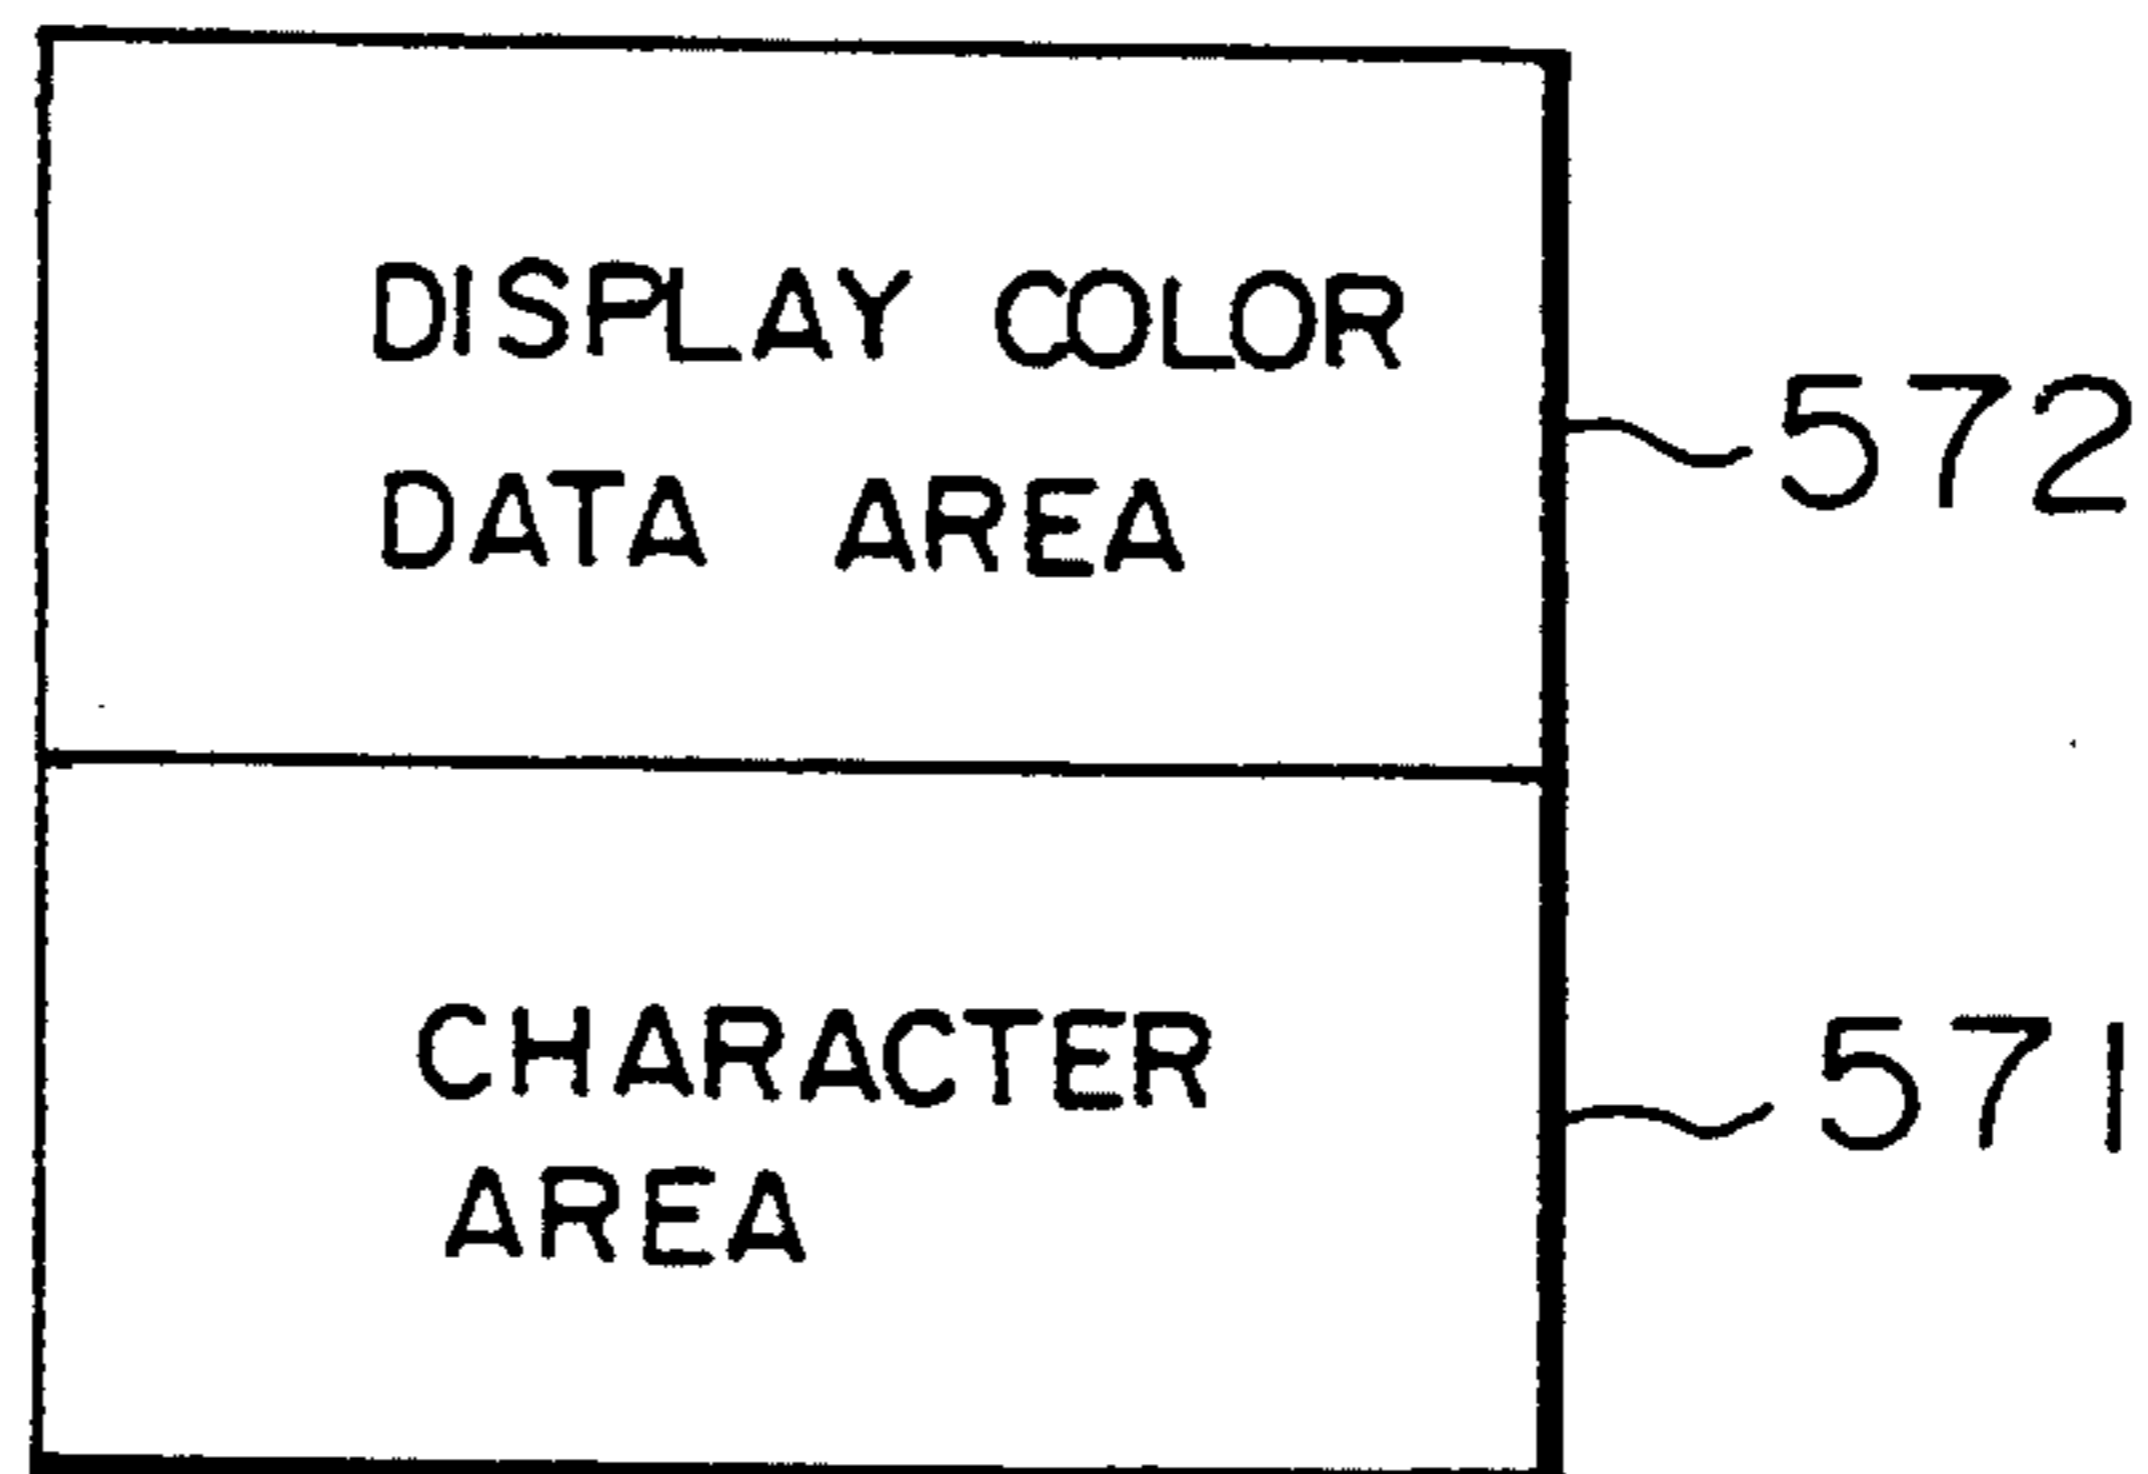 DISPLAY COLOR
DATA AREA
572
CHARACTER
AREA
571